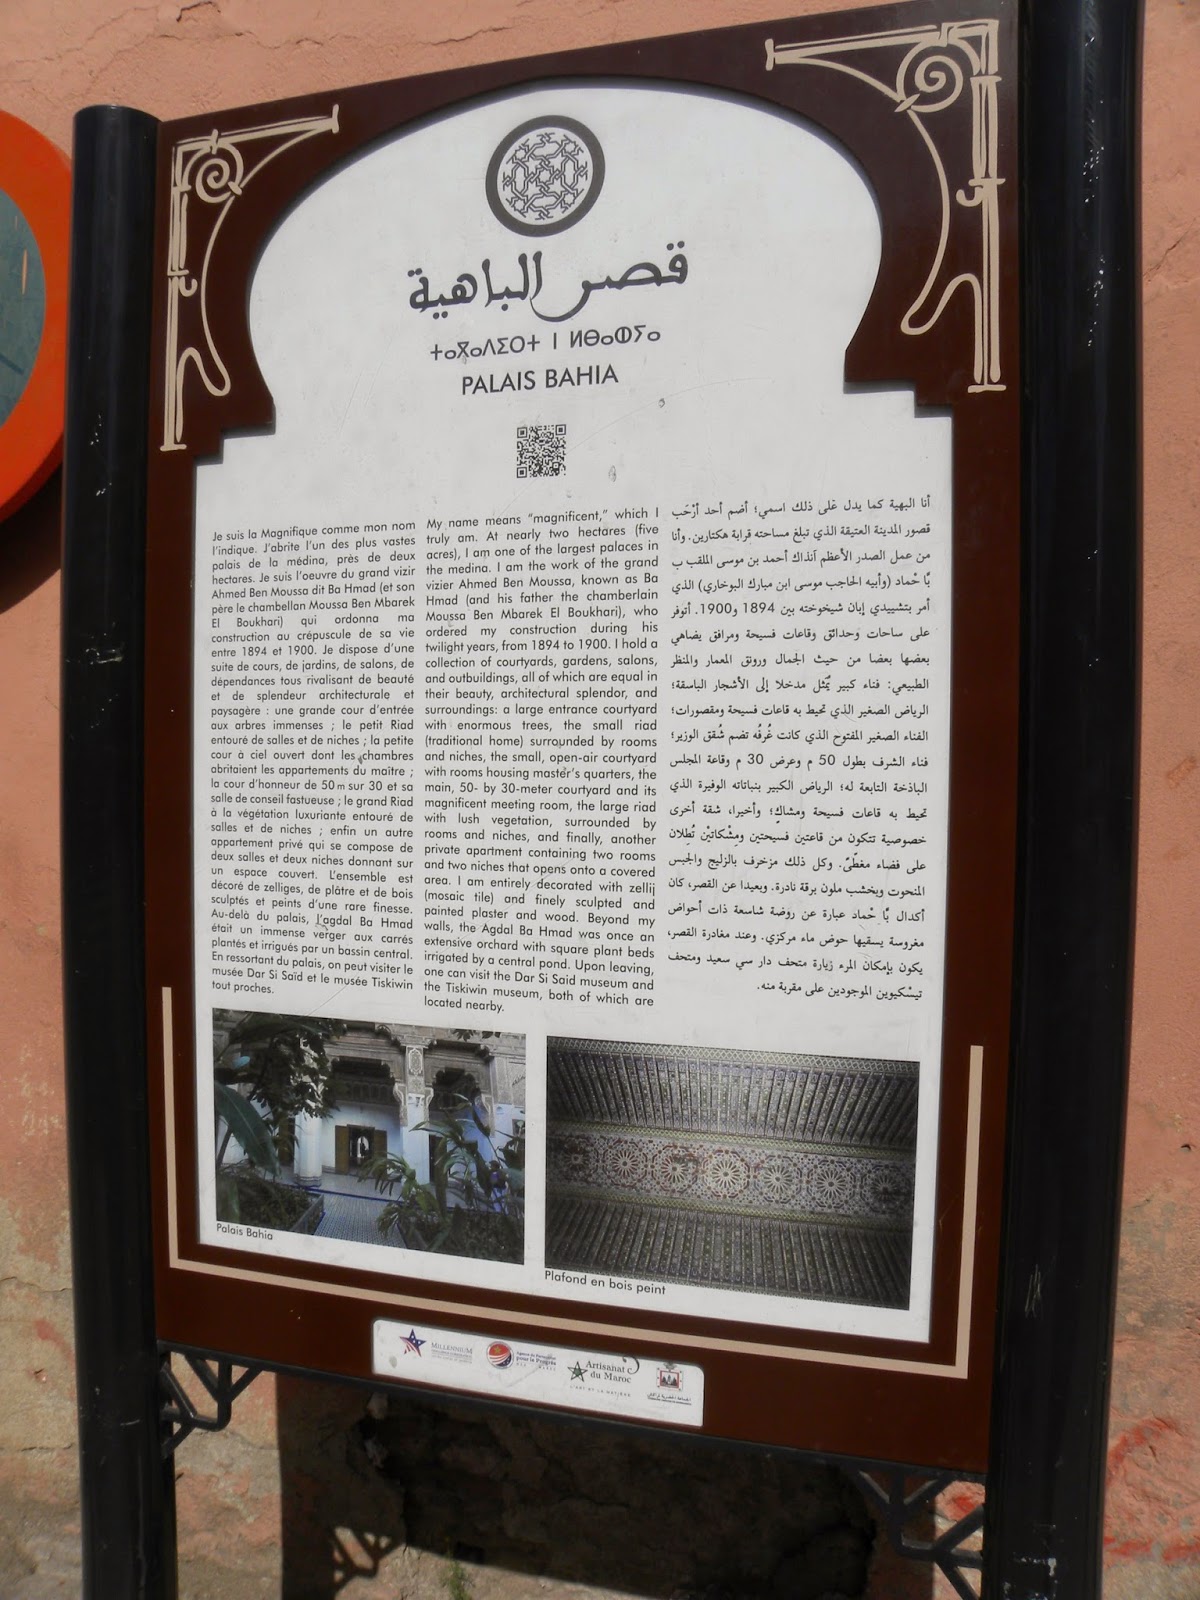 قصر الباهية
ⵜⴰⴳⴰⴷⵉⵔⵜ ⵏ ⵍⴱⴰⵀⵢⴰ
PALAIS BAHIA
Je suis la Magnifique comme mon nom
l'indique. J'abrite l'un des plus vastes
palais de la médina, près de deux
hectares. Je suis l'oeuvre du grand vizir
Ahmed Ben Moussa dit Ba Hmad (et son
père le chambellan Moussa Ben Mbarek
El Boukhari) qui ordonna ma
construction au crépuscule de sa vie
entre 1894 et 1900. Je dispose d'une
suite de cours, de jardins, de salons, de
dépendances tous rivalisant de beauté
et de splendeur architecturale et
paysagère : une grande cour d'entrée
aux arbres immenses ; le petit Riad
entouré de salles et de niches ; la petite
cour à ciel ouvert dont les chambres
abritaient les appartements du maître ;
la cour d'honneur de 50 m sur 30 et sa
salle de conseil fastueuse ; le grand Riad
à la végétation luxuriante entouré de
salles et de niches ; enfin un autre
appartement privé qui se compose de
deux salles et deux niches donnant sur
un espace couvert. L'ensemble est
décoré de zelliges, de plâtre et de bois
sculptés et peints d'une rare finesse.
Au-delà du palais, l'agdal Ba Hmad
était un immense verger aux carrés
plantés et irrigués par un bassin central.
En ressortant du palais, on peut visiter le
musée Dar Si Saïd et le musée Tiskiwin
tout proches.
My name means "magnificent," which I
truly am. At nearly two hectares (five
acres), I am one of the largest palaces in
the medina. I am the work of the grand
vizier Ahmed Ben Moussa, known as Ba
Hmad (and his father the chamberlain
Moussa Ben Mbarek El Boukhari), who
ordered my construction during his
twilight years, from 1894 to 1900. I hold a
collection of courtyards, gardens, salons,
and outbuildings, all of which are equal in
their beauty, architectural splendor, and
surroundings: a large entrance courtyard
with enormous trees, the small riad
(traditional home) surrounded by rooms
and niches, the small, open-air courtyard
with rooms housing master's quarters, the
main, 50- by 30-meter courtyard and its
magnificent meeting room, the large riad
with lush vegetation, surrounded by
rooms and niches, and finally, another
private apartment containing two rooms
and two niches that opens onto a covered
area. I am entirely decorated with zellij
(mosaic tile) and finely sculpted and
painted plaster and wood. Beyond my
walls, the Agdal Ba Hmad was once an
extensive orchard with square plant beds
irrigated by a central pond. Upon leaving,
one can visit the Dar Si Said museum and
the Tiskiwin museum, both of which are
located nearby.
أنا البهية كما يدل على ذلك اسمي؛ أضم أحد أرْحَب
قصور المدينة العتيقة الذي تبلغ مساحته قرابة هكتارين. وأنا
من عمل الصدر الأعظم آنذاك أحمد بن موسى الملقب ب
بَّا حْماد (وأبيه الحاجب موسى ابن مبارك البوخاري) الذي
أمر بتشييدي إبان شيخوخته بين 1894 و1900. أتوفر
على ساحات وحدائق وقاعات فسيحة ومرافق يضاهي
بعضها بعضا من حيث الجمال ورونق المعمار والمنظر
الطبيعي: فناء كبير يُمثل مدخلا إلى الأشجار الباسقة؛
الرياض الصغير الذي تحيط به قاعات فسيحة ومقصورات؛
الفناء الصغير المفتوح الذي كانت غُرفُه تضم شُقق الوزير؛
فناء الشرف بطول 50 م وعرض 30 م وقاعة المجلس
الباذخة التابعة له؛ الرياض الكبير بنباتاته الوفيرة الذي
تحيط به قاعات فسيحة ومشاكٍ؛ وأخيرا، شقة أخرى
خصوصية تتكون من قاعتين فسيحتين ومِشْكاتيْن تُطِلان
على فضاء مغطّىً. وكل ذلك مزخرف بالزليج والجبس
المنحوت وبخشب ملون برقة نادرة. وبعيدا عن القصر، كان
أكدال بَّا حْماد عبارة عن روضة شاسعة ذات أحواض
مغروسة يسقيها حوض ماء مركزي. وعند مغادرة القصر،
يكون بإمكان المرء زيارة متحف دار سي سعيد ومتحف
تيسْكيوين الموجودين على مقربة منه.
Palais Bahia
Plafond en bois peint
MILLENNIUM
pour le Progrès
Artisanat
du Maroc